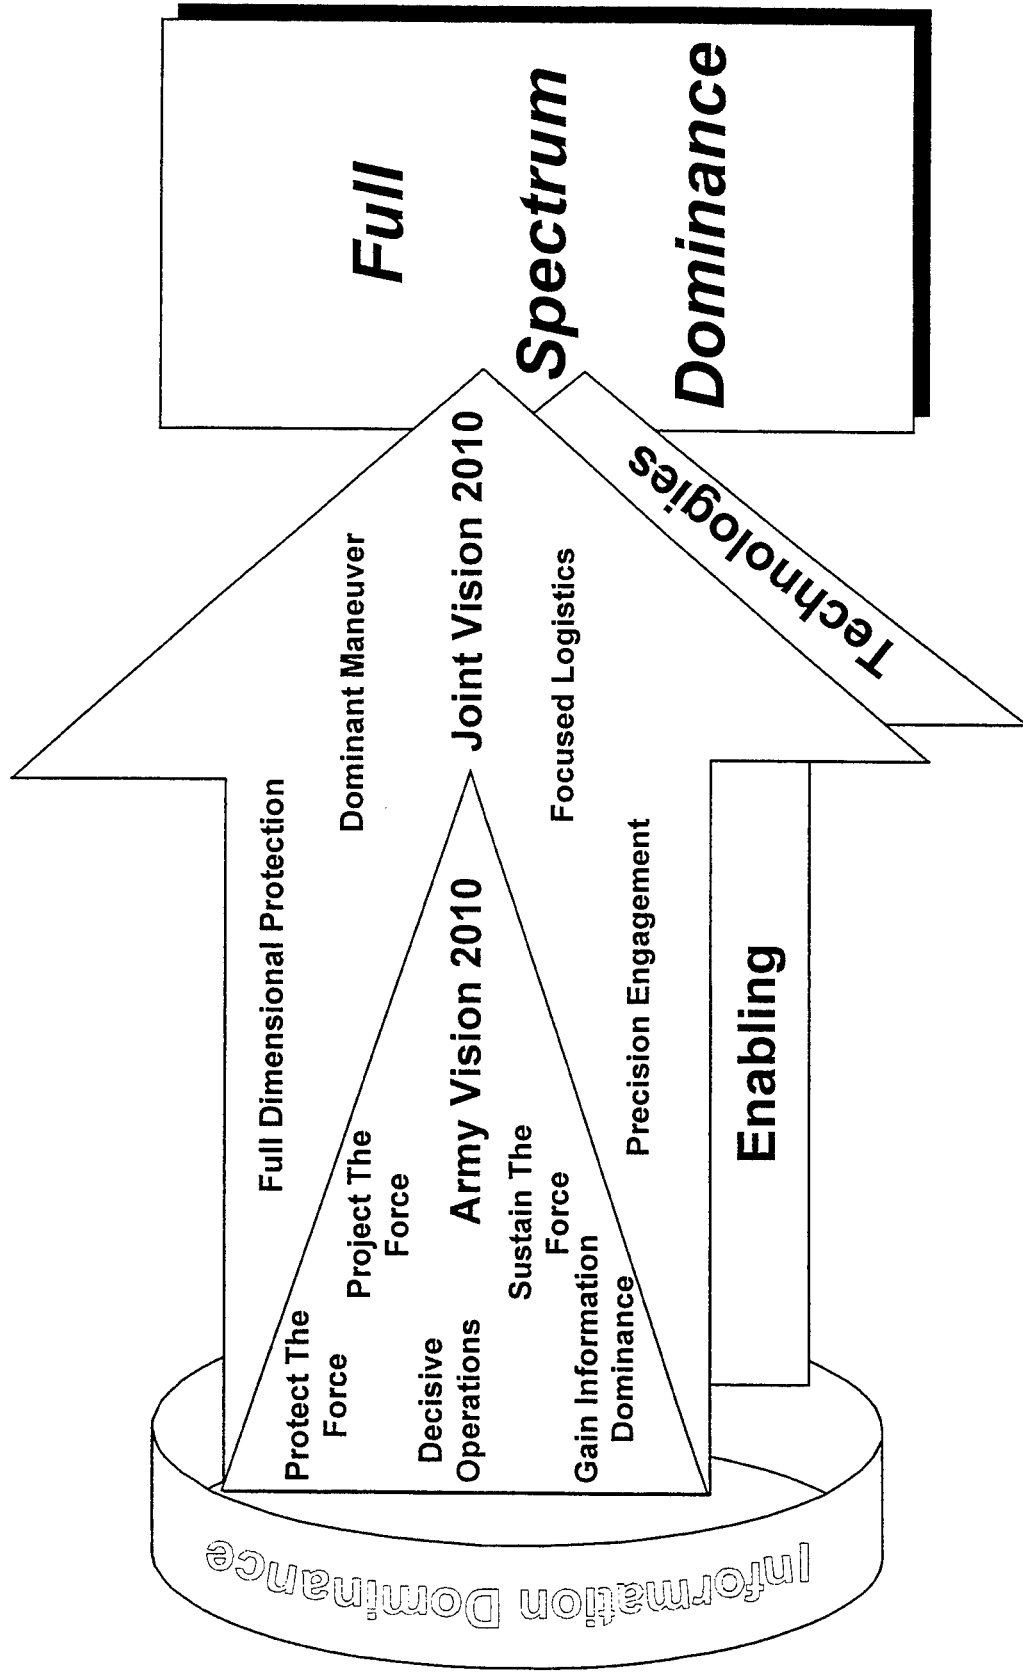 Information Dominance
Protect The
Force
Project The
Force
Decisive
Operations
Army Vision 2010
Sustain The
Force
Gain Information
Dominance
Full Dimensional Protection
Dominant Maneuver
Joint Vision 2010
Focused Logistics
Precision Engagement
Enabling
Technologies
Full
Spectrum
Dominance